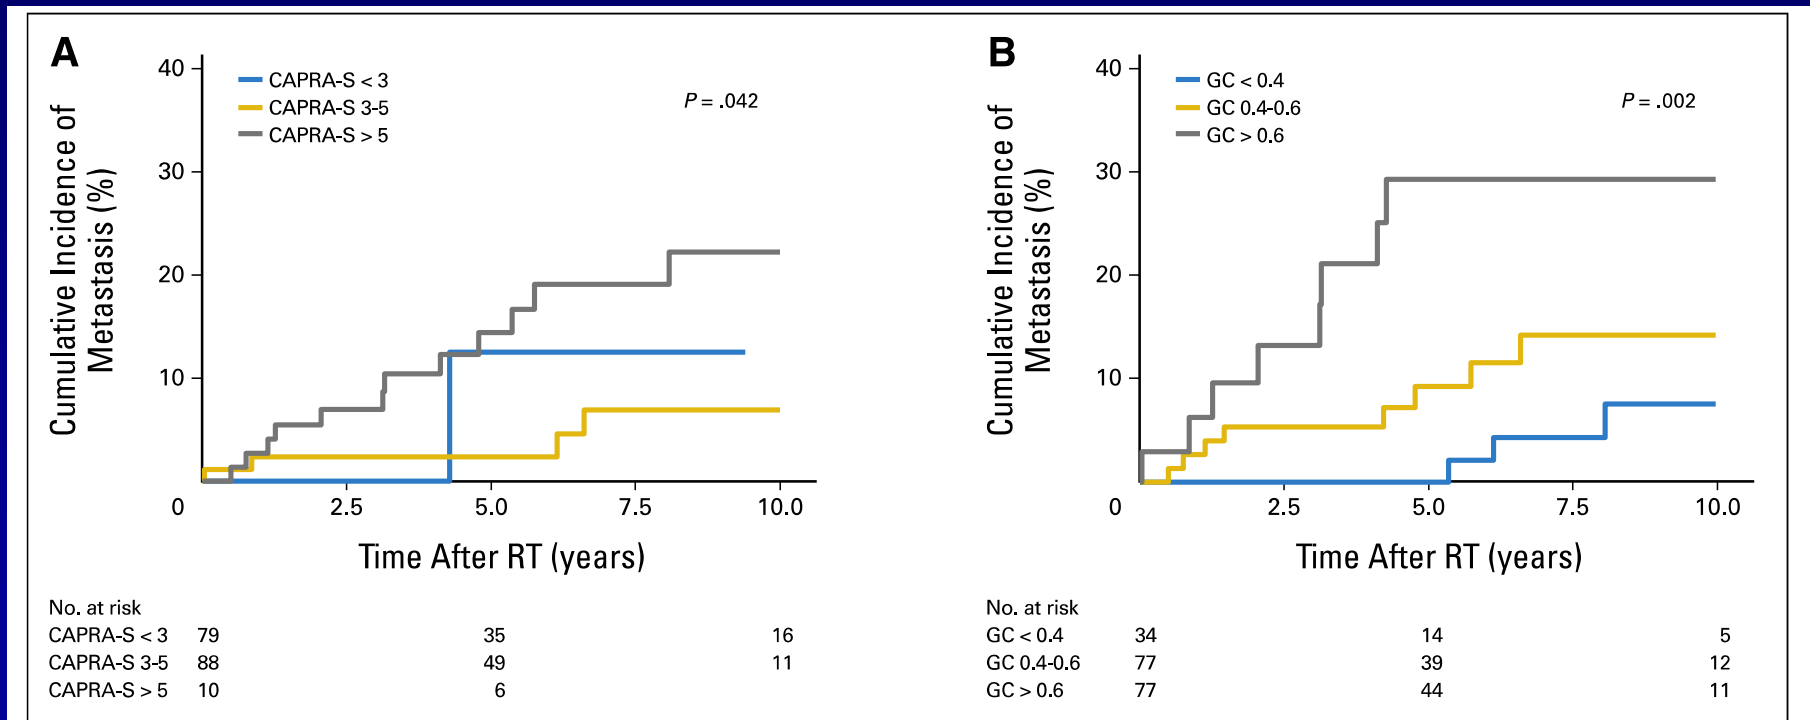 A
40
30
20
10
0
2.5
5.0
7.5
10.0
Cumulative Incidence of
Metastasis (%)
CAPRA-S < 3
CAPRA-S 3-5
CAPRA-S > 5
P = .042
Time After RT (years)
No. at risk
CAPRA-S < 3 79 35 16
CAPRA-S 3-5 88 49 11
CAPRA-S > 5 10 6
B
40
30
20
10
0
2.5
5.0
7.5
10.0
Cumulative Incidence of
Metastasis (%)
GC < 0.4
GC 0.4-0.6
GC > 0.6
P = .002
Time After RT (years)
No. at risk
GC < 0.4 34 14 5
GC 0.4-0.6 77 39 12
GC > 0.6 77 44 11